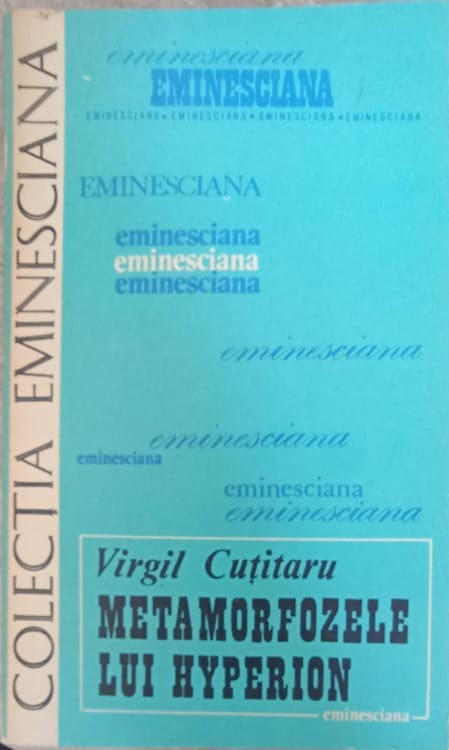 COLECȚIA EMINESCIANA
eminesciana
EMINESCIANA
EMINESCIANA • EMINESCIANA • EMINESCIANA • EMINESCIANA
EMINESCIANA
eminesciana
eminesciana
eminesciana
eminesciana
eminesciana
eminesciana
eminesciana
eminesciana
Virgil Cuțitaru
METAMORFOZELE
LUI HYPERION
eminesciana